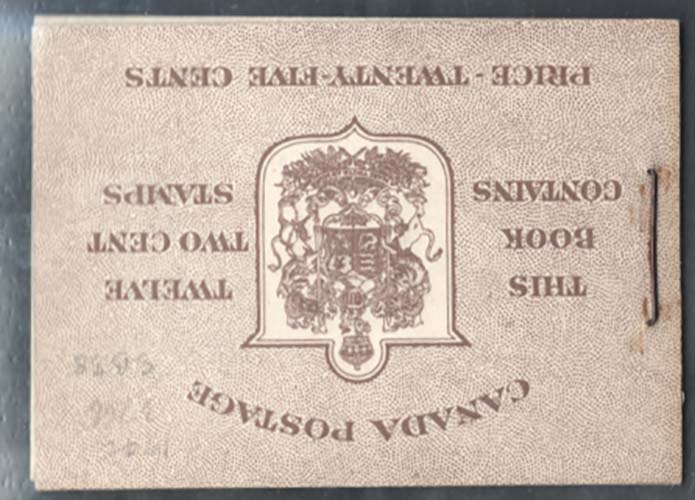 CANADA POSTAGE
THIS
BOOK
CONTAINS
TWELVE
TWO CENT
STAMPS
PRICE - TWENTY-FIVE CENTS